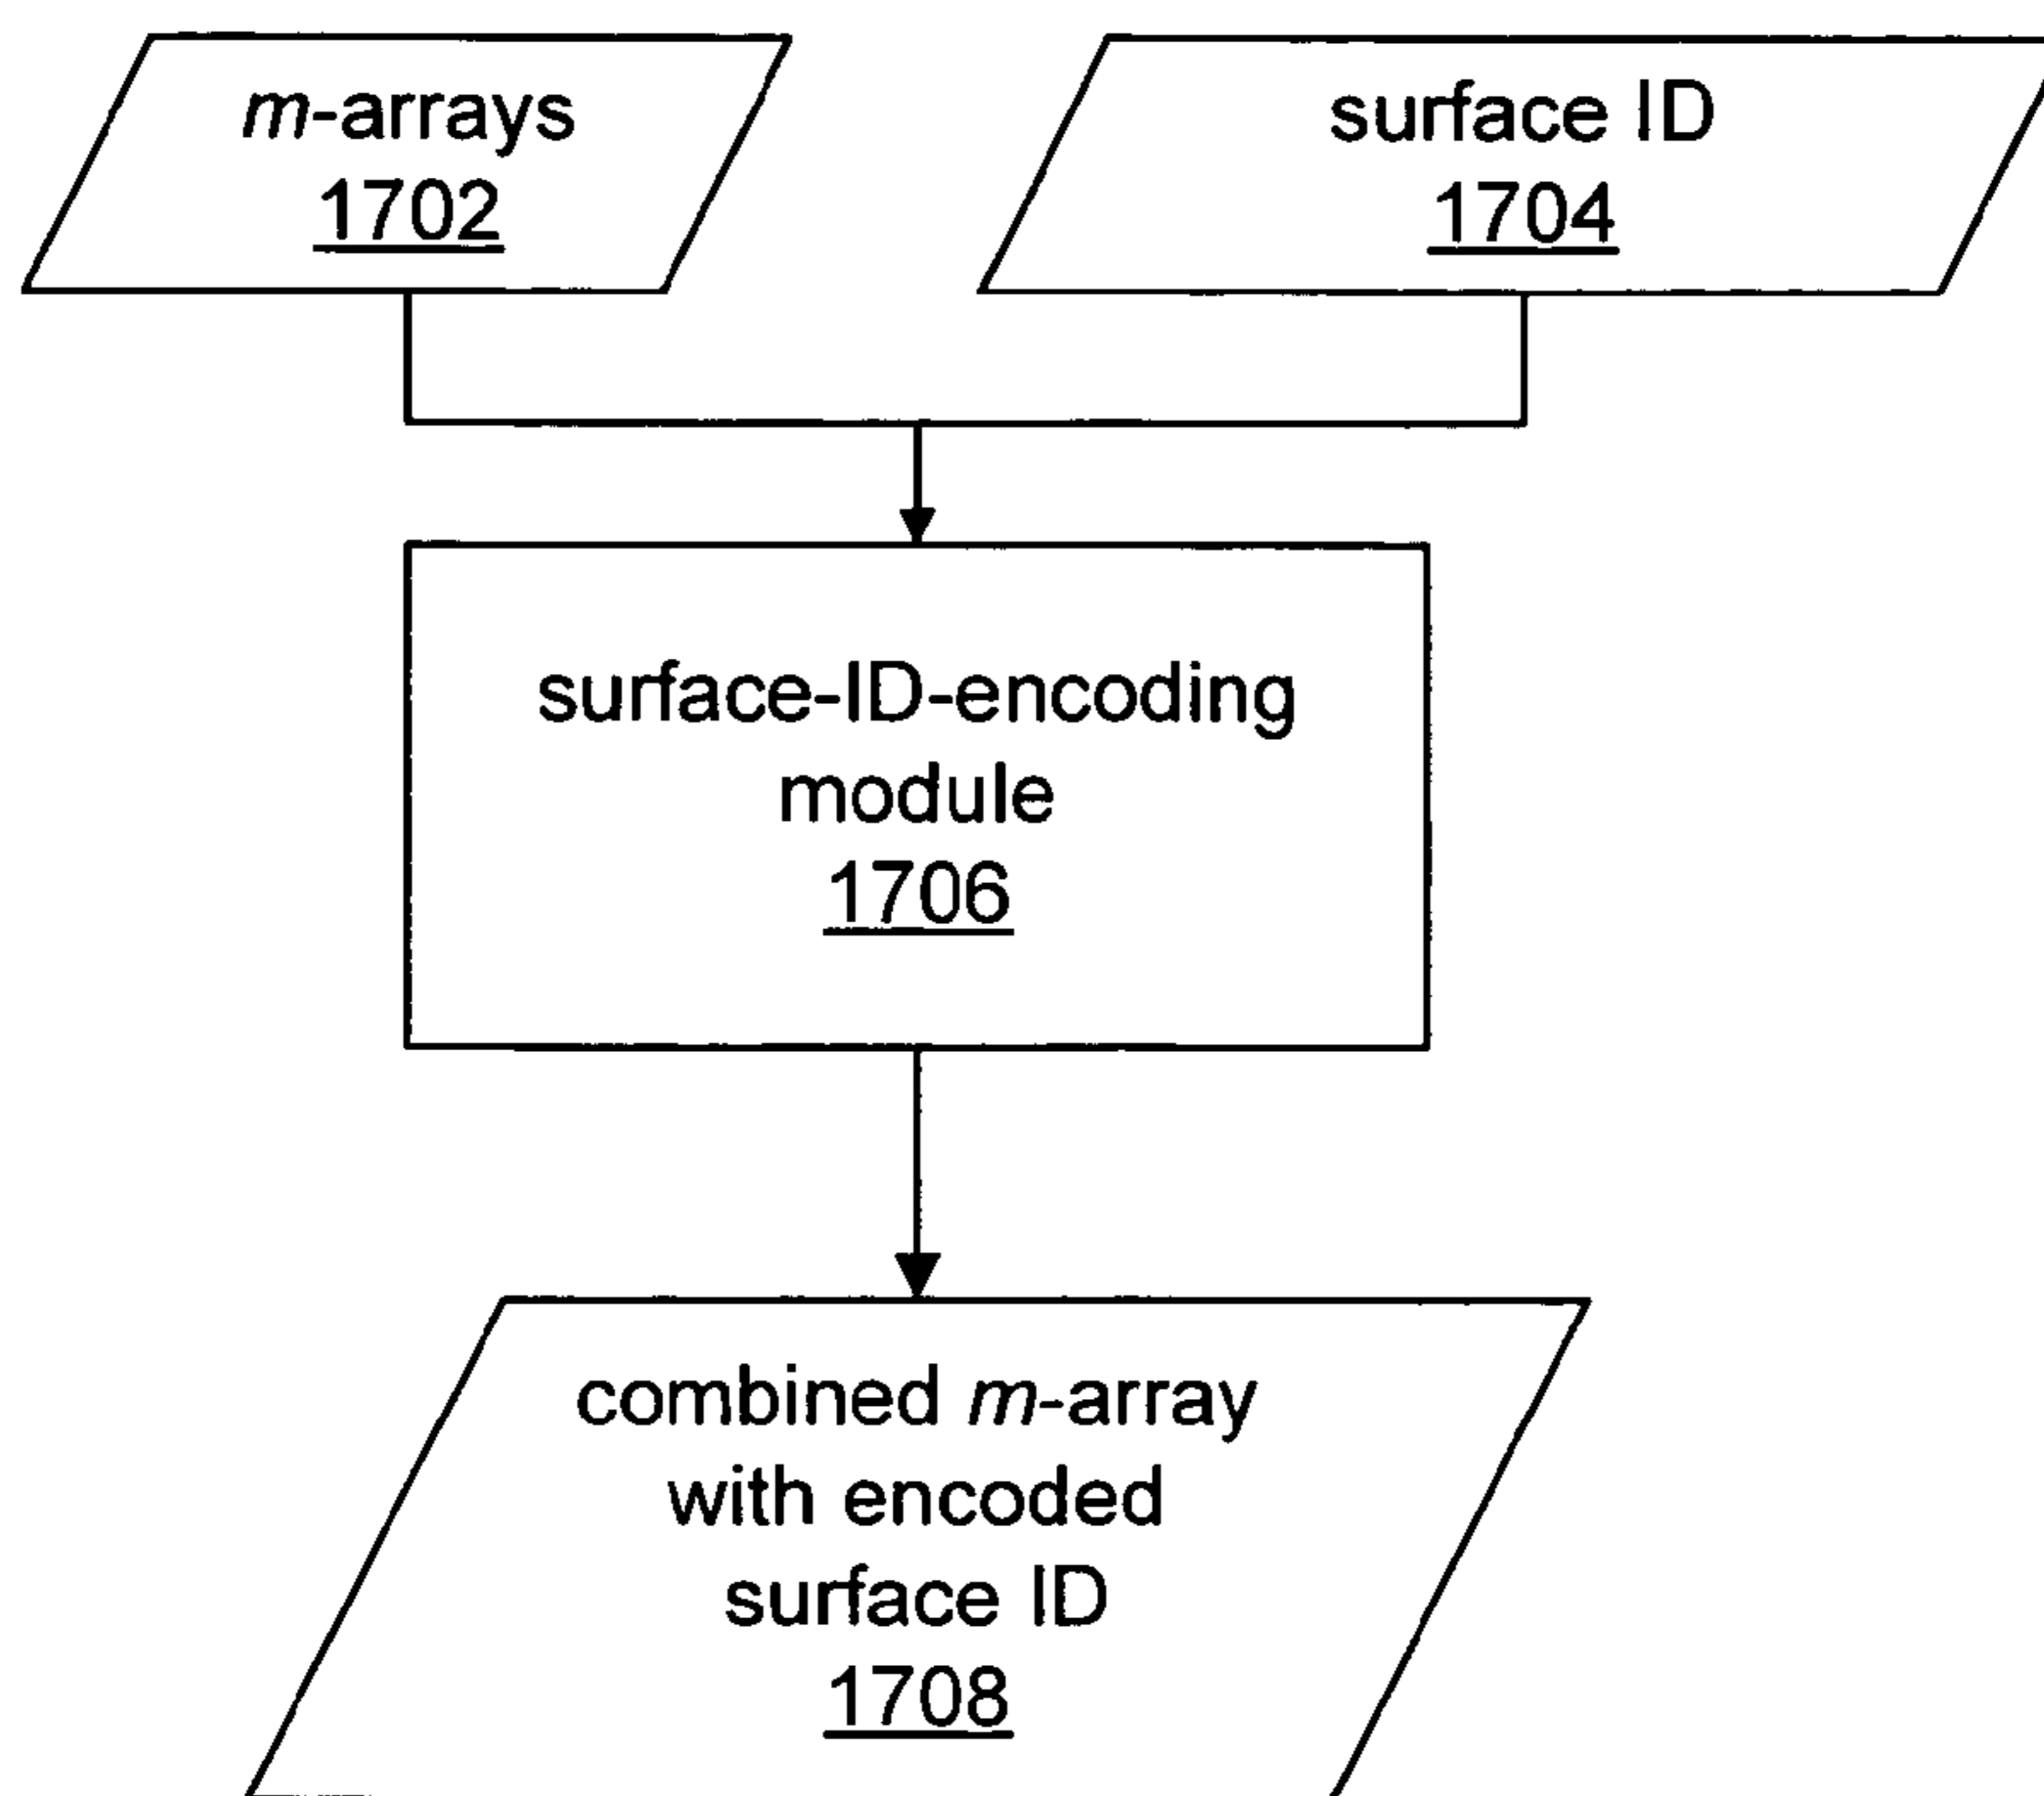 m-arrays
1702
surface ID
1704
surface-ID-encoding
module
1706
combined m-array
with encoded
surface ID
1708